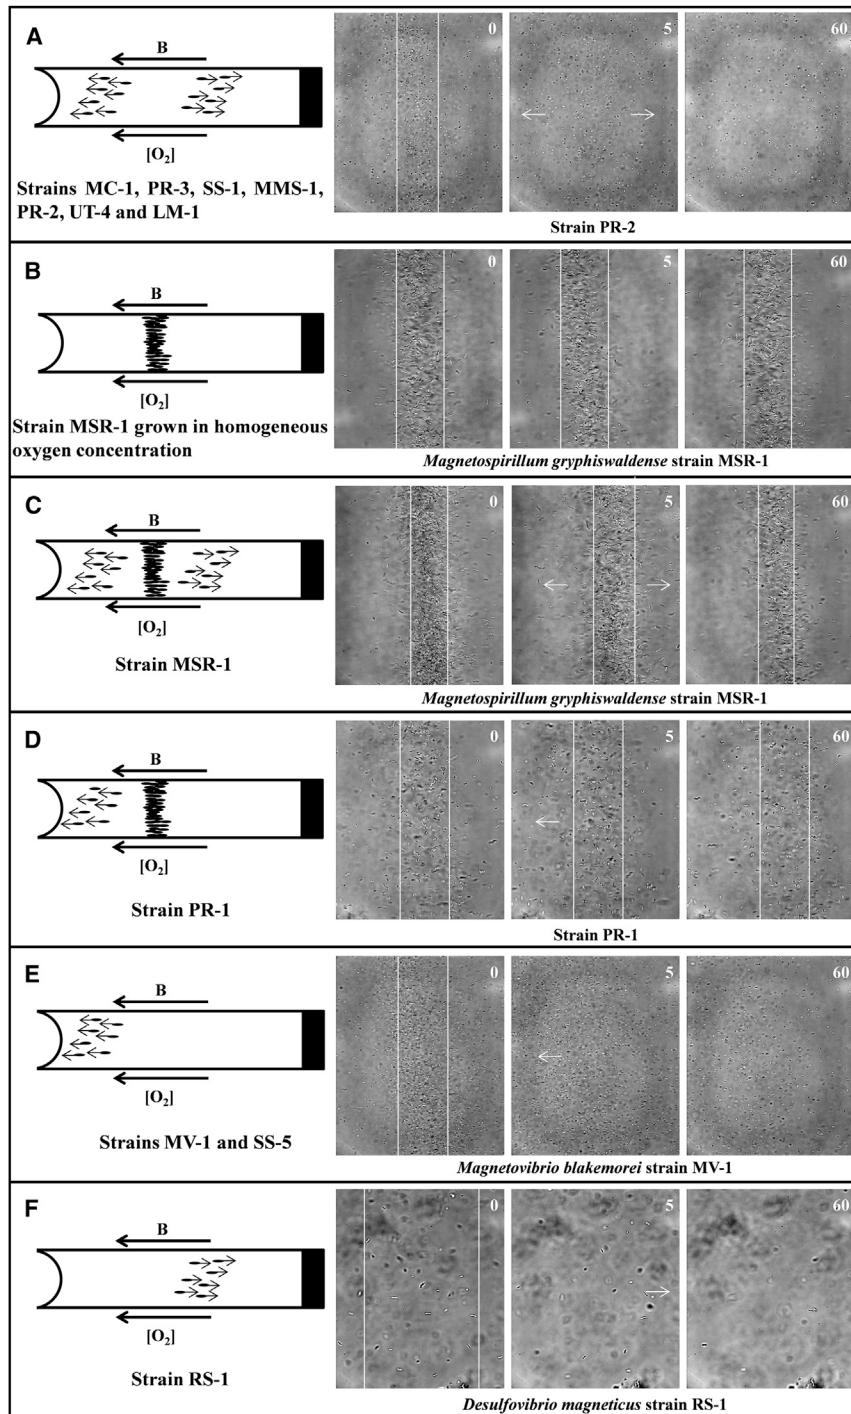 A
B
[O₂]
Strains MC-1, PR-3, SS-1, MMS-1,
PR-2, UT-4 and LM-1
0
5
60
Strain PR-2
B
B
[O₂]
Strain MSR-1 grown in homogeneous
oxygen concentration
0
5
60
Magnetospirillum gryphiswaldense strain MSR-1
C
B
[O₂]
Strain MSR-1
0
5
60
Magnetospirillum gryphiswaldense strain MSR-1
D
B
[O₂]
Strain PR-1
0
5
60
Strain PR-1
E
B
[O₂]
Strains MV-1 and SS-5
0
5
60
Magnetovibrio blakemorei strain MV-1
F
B
[O₂]
Strain RS-1
0
5
60
Desulfovibrio magneticus strain RS-1